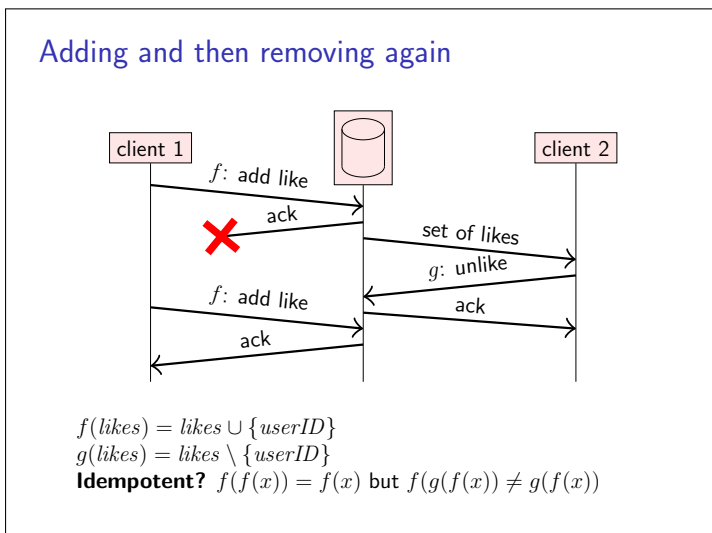 Adding and then removing again
client 1
client 2
f: add like
ack
set of likes
g: unlike
f: add like
ack
ack
f(likes) = likes ∪ {userID}
g(likes) = likes \ {userID}
Idempotent? f(f(x)) = f(x) but f(g(f(x)) ≠ g(f(x))